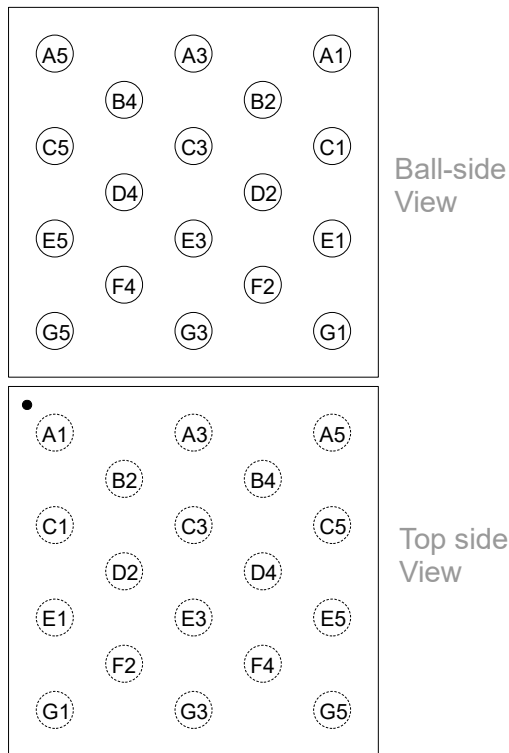 A5 A3 A1
B4 B2
C5 C3 C1
D4 D2
E5 E3 E1
F4 F2
G5 G3 G1
Ball-side
View
A1 A3 A5
B2 B4
C1 C3 C5
D2 D4
E1 E3 E5
F2 F4
G1 G3 G5
Top side
View